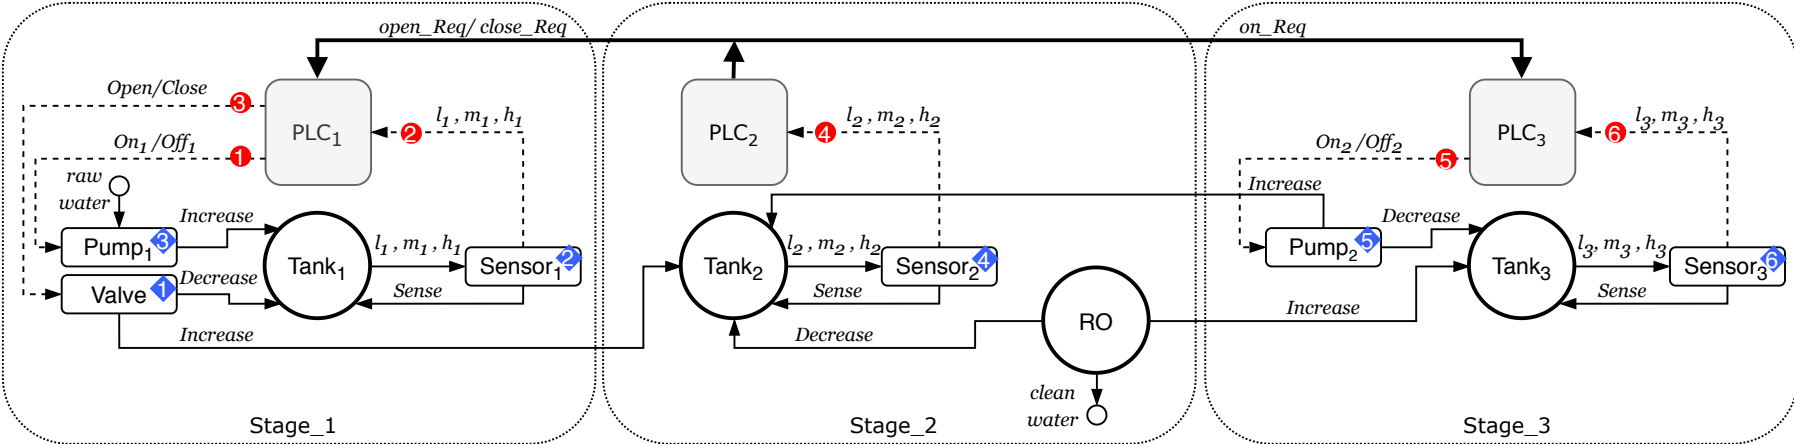 open_Req/ close_Req
on_Req
Open/Close
3
l1, m1, h1
2
PLC1
On1/Off1
1
raw
water
Increase
Pump1
3
Tank1
l1, m1, h1
Sensor1
2
Decrease
Valve
1
Sense
Increase
Stage_1
PLC2
4
l2, m2, h2
Tank2
l2, m2, h2
Sensor2
4
Sense
Decrease
RO
clean
water
Stage_2
PLC3
6
l3, m3, h3
On2/Off2
5
Increase
Pump2
5
Decrease
Tank3
l3, m3, h3
Sensor3
6
Sense
Increase
Stage_3